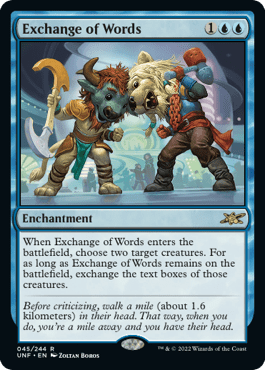 Exchange of Words 1
Enchantment
When Exchange of Words enters the
battlefield, choose two target creatures. For
as long as Exchange of Words remains on the
battlefield, exchange the text boxes of those
creatures.
Before criticizing, walk a mile (about 1.6
kilometers) in their head. That way, when you
do, you're a mile away and you have their head.
045/244 R
UNF • EN Zoltan Boros
™ & © 2022 Wizards of the Coast